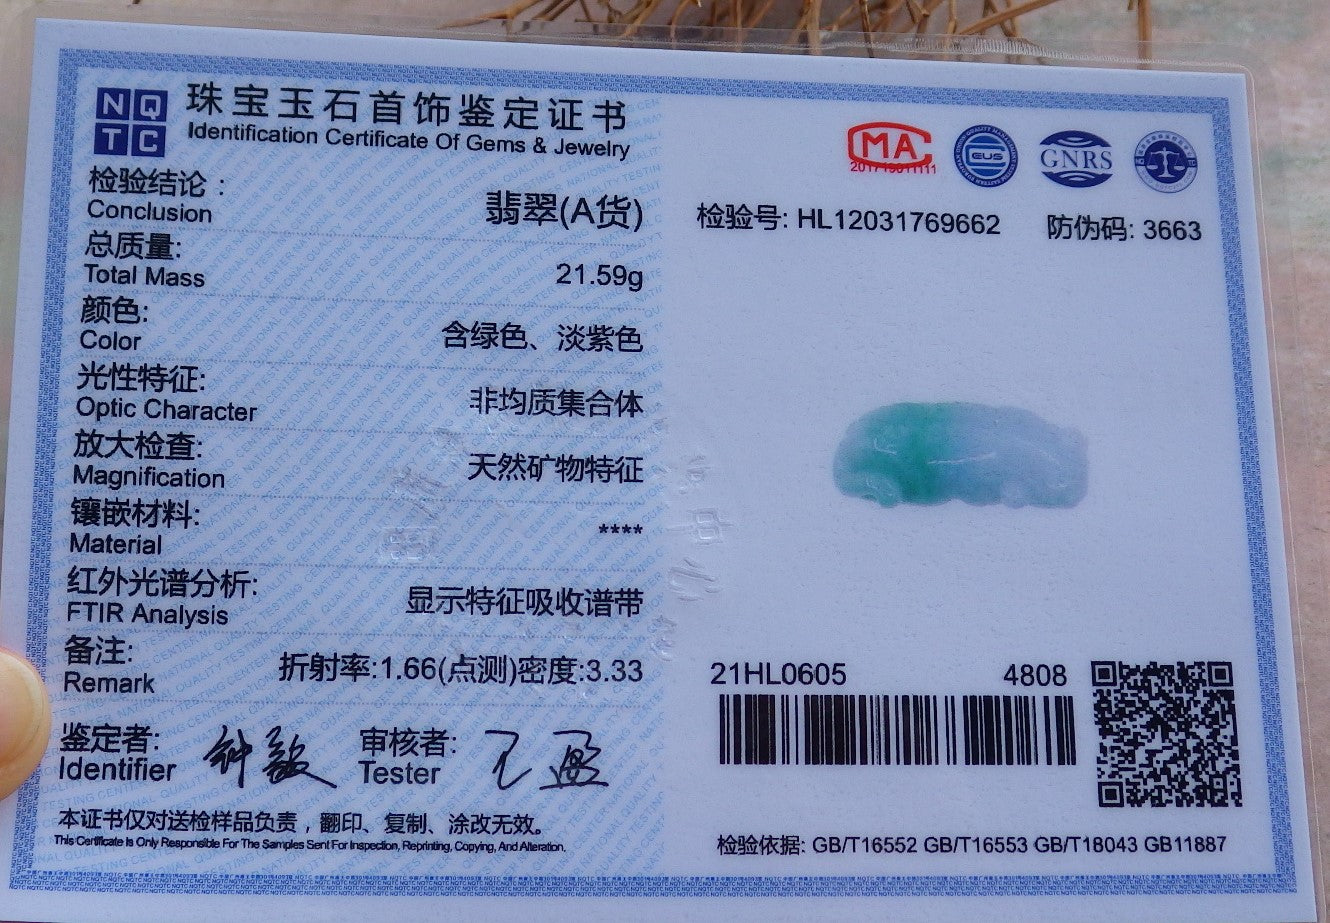 NQ
TC
珠宝玉石首饰鉴定证书
Identification Certificate Of Gems & Jewelry
检验结论：
Conclusion
翡翠(A货)
总质量:
Total Mass
21.59g
颜色:
Color
含绿色、淡紫色
光性特征:
Optic Character
非均质集合体
放大检查:
Magnification
天然矿物特征
镶嵌材料:
Material
****
红外光谱分析:
FTIR Analysis
显示特征吸收谱带
备注:
Remark
折射率:1.66(点测)密度:3.33
鉴定者:
Identifier
审核者:
Tester
本证书仅对送检样品负责，翻印、复制、涂改无效。
This Certificate Is Only Responsible For The Samples Sent For Inspection, Reprinting, Copying, And Alteration.
MA
EUS
GNRS
检验号: HL12031769662
防伪码: 3663
21HL0605
4808
检验依据: GB/T16552 GB/T16553 GB/T18043 GB11887